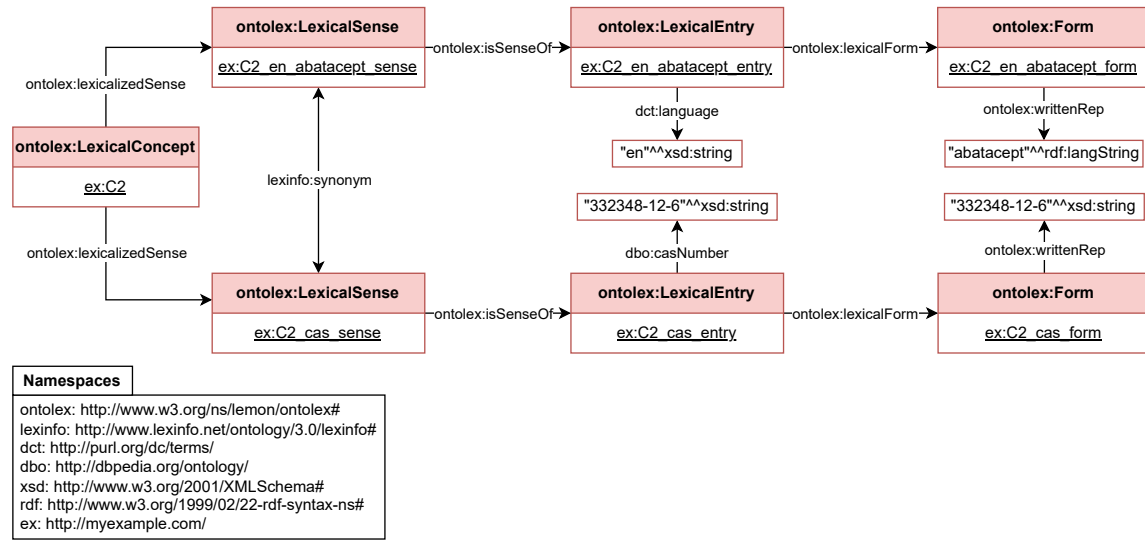 ontolex:LexicalSense
ex:C2_en_abatacept_sense
ontolex:isSenseOf
ontolex:LexicalEntry
ex:C2_en_abatacept_entry
ontolex:lexicalForm
ontolex:Form
ex:C2_en_abatacept_form
ontolex:lexicalizedSense
dct:language
ontolex:writtenRep
ontolex:LexicalConcept
ex:C2
"en"^^xsd:string
"abatacept"^^rdf:langString
lexinfo:synonym
"332348-12-6"^^xsd:string
"332348-12-6"^^xsd:string
ontolex:lexicalizedSense
dbo:casNumber
ontolex:writtenRep
ontolex:LexicalSense
ex:C2_cas_sense
ontolex:isSenseOf
ontolex:LexicalEntry
ex:C2_cas_entry
ontolex:lexicalForm
ontolex:Form
ex:C2_cas_form
Namespaces
ontolex: http://www.w3.org/ns/lemon/ontolex#
lexinfo: http://www.lexinfo.net/ontology/3.0/lexinfo#
dct: http://purl.org/dc/terms/
dbo: http://dbpedia.org/ontology/
xsd: http://www.w3.org/2001/XMLSchema#
rdf: http://www.w3.org/1999/02/22-rdf-syntax-ns#
ex: http://myexample.com/